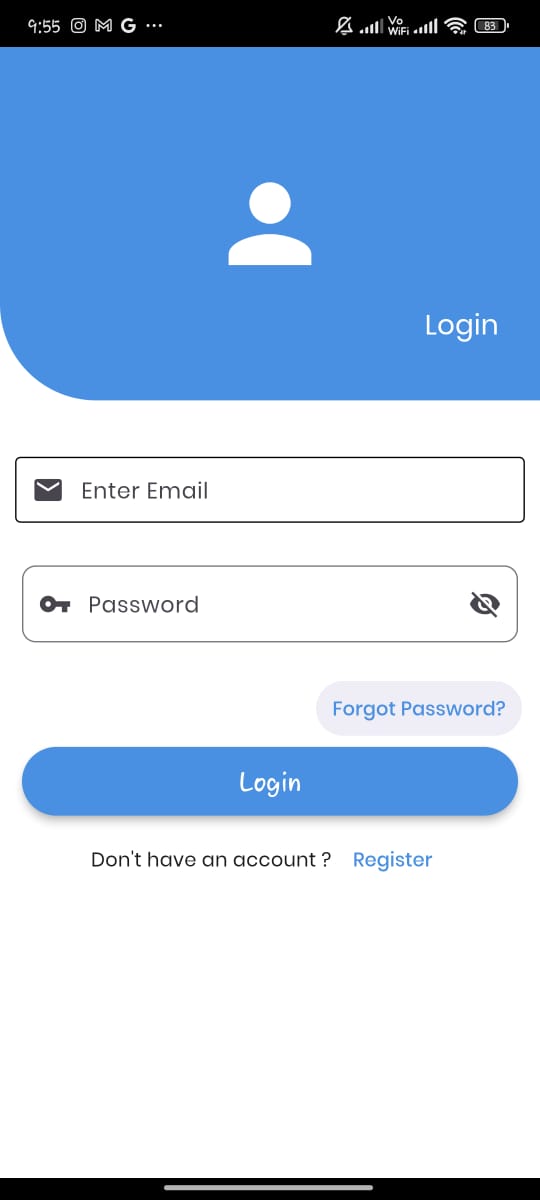 9:55 M G ...
Vo WiFi 83
Login
Enter Email
Password
Forgot Password?
Login
Don't have an account ? Register